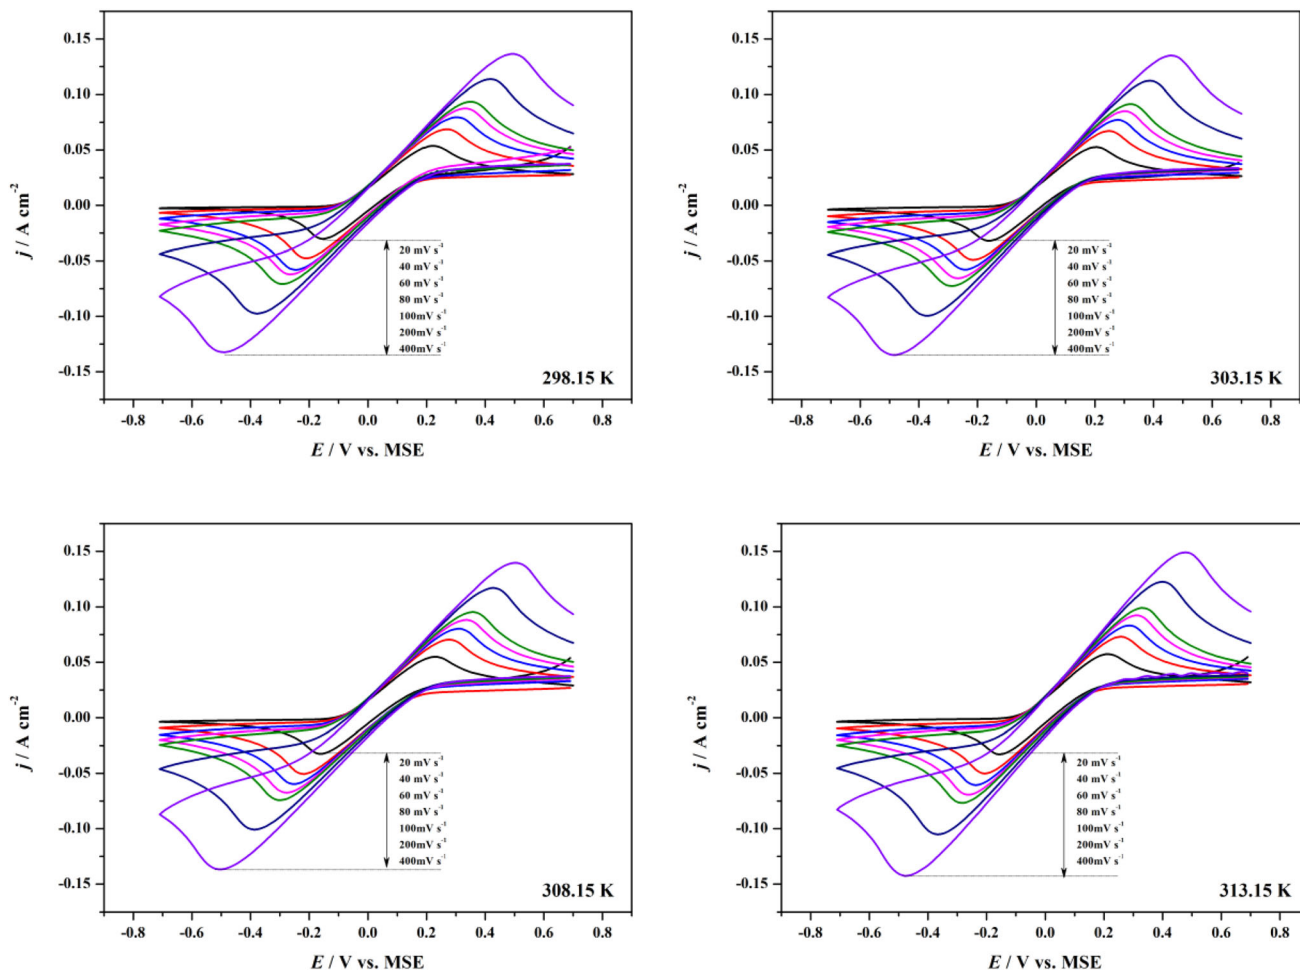 0.15
0.10
0.05
0.00
-0.05
-0.10
-0.15
j / A cm⁻²
20 mV s⁻¹
40 mV s⁻¹
60 mV s⁻¹
80 mV s⁻¹
100mV s⁻¹
200mV s⁻¹
400mV s⁻¹
298.15 K
-0.8 -0.6 -0.4 -0.2 0.0 0.2 0.4 0.6 0.8
E / V vs. MSE
0.15
0.10
0.05
0.00
-0.05
-0.10
-0.15
j / A cm⁻²
20 mV s⁻¹
40 mV s⁻¹
60 mV s⁻¹
80 mV s⁻¹
100mV s⁻¹
200mV s⁻¹
400mV s⁻¹
303.15 K
-0.8 -0.6 -0.4 -0.2 0.0 0.2 0.4 0.6 0.8
E / V vs. MSE
0.15
0.10
0.05
0.00
-0.05
-0.10
-0.15
j / A cm⁻²
20 mV s⁻¹
40 mV s⁻¹
60 mV s⁻¹
80 mV s⁻¹
100mV s⁻¹
200mV s⁻¹
400mV s⁻¹
308.15 K
-0.8 -0.6 -0.4 -0.2 0.0 0.2 0.4 0.6 0.8
E / V vs. MSE
0.15
0.10
0.05
0.00
-0.05
-0.10
-0.15
j / A cm⁻²
20 mV s⁻¹
40 mV s⁻¹
60 mV s⁻¹
80 mV s⁻¹
100mV s⁻¹
200mV s⁻¹
400mV s⁻¹
313.15 K
-0.8 -0.6 -0.4 -0.2 0.0 0.2 0.4 0.6 0.8
E / V vs. MSE